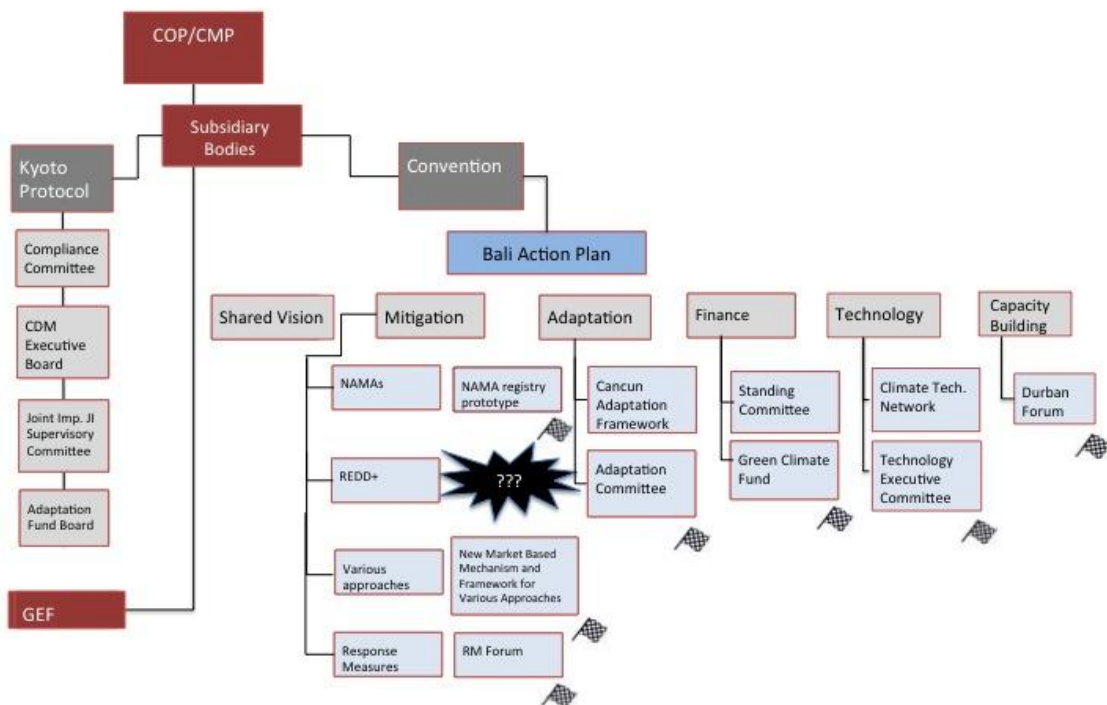 COP/CMP
Subsidiary
Bodies
Kyoto
Protocol
Convention
Compliance
Committee
Bali Action Plan
CDM
Executive
Board
Shared Vision
Mitigation
Adaptation
Finance
Technology
Capacity
Building
NAMAs
NAMA registry
prototype
Cancun
Adaptation
Framework
Standing
Committee
Climate Tech.
Network
Durban
Forum
Joint Imp. JI
Supervisory
Committee
REDD+
???
Adaptation
Committee
Green Climate
Fund
Technology
Executive
Committee
Adaptation
Fund Board
Various
approaches
New Market Based
Mechanism and
Framework for
Various Approaches
GEF
Response
Measures
RM Forum